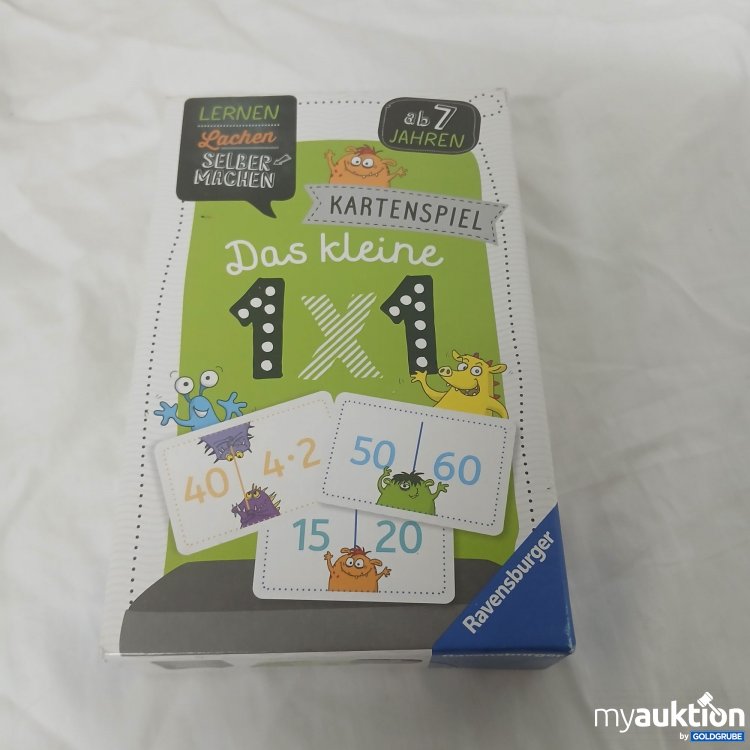 LERNEN
Lachen
SELBER
MACHEN
ab 7
JAHREN
KARTENSPIEL
Das kleine
1x1
40 4·2
50 60
15 20
Ravensburger
myauktion
by GOLDGRUBE